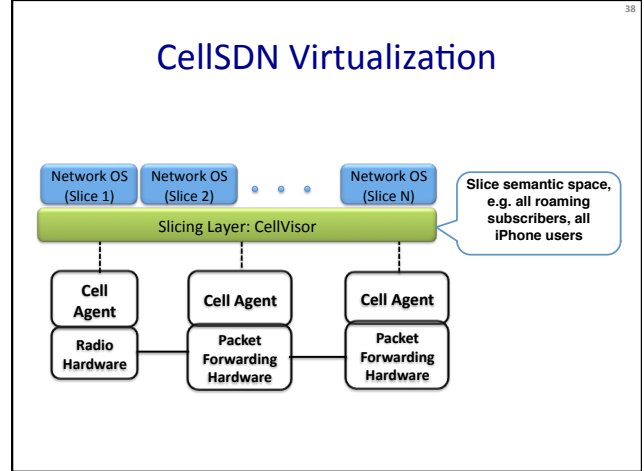 38
CellSDN Virtualization
Network OS
(Slice 1)
Network OS
(Slice 2)
Network OS
(Slice N)
Slice semantic space,
e.g. all roaming
subscribers, all
iPhone users
Slicing Layer: CellVisor
Cell
Agent
Cell Agent
Cell Agent
Radio
Hardware
Packet
Forwarding
Hardware
Packet
Forwarding
Hardware